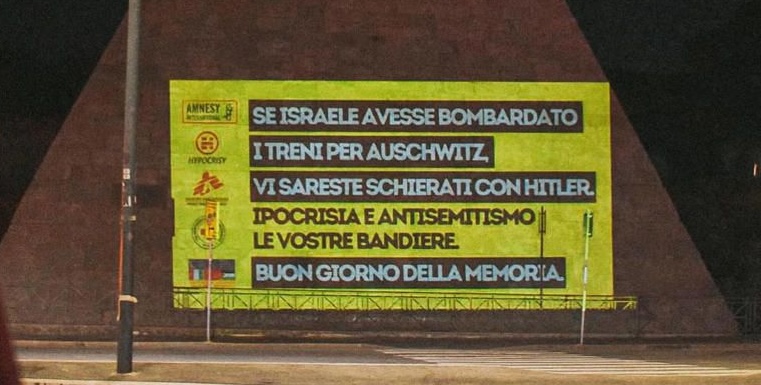 AMNESY
INTERNATIONAL
HYPOCRISY
SE ISRAELE AVESSE BOMBARDATO
I TRENI PER AUSCHWITZ,
VI SARESTE SCHIERATI CON HITLER.
IPOCRISIA E ANTISEMITISMO
LE VOSTRE BANDIERE.
BUON GIORNO DELLA MEMORIA.